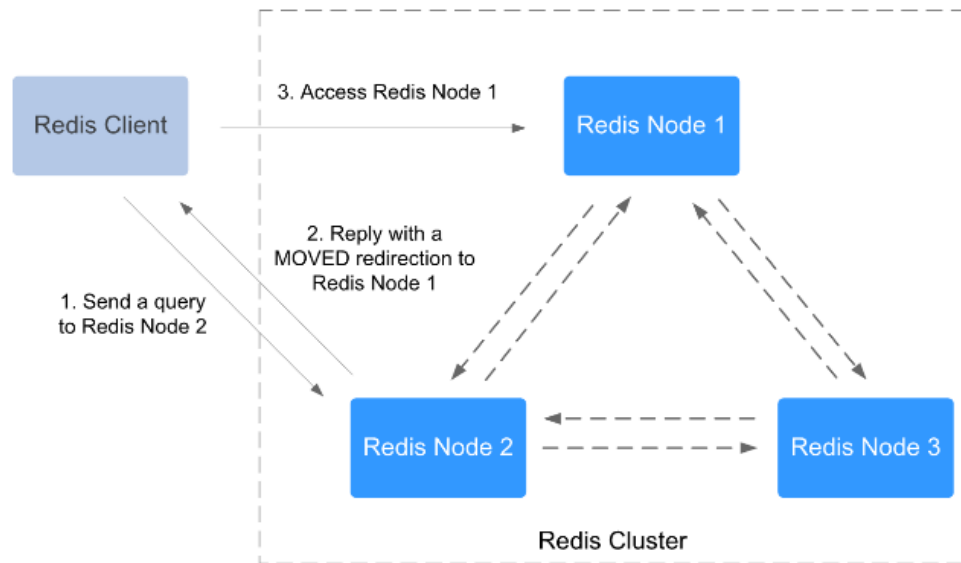 3. Access Redis Node 1
Redis Client
Redis Node 1
2. Reply with a
MOVED redirection to
Redis Node 1
1. Send a query
to Redis Node 2
Redis Node 2
Redis Node 3
Redis Cluster